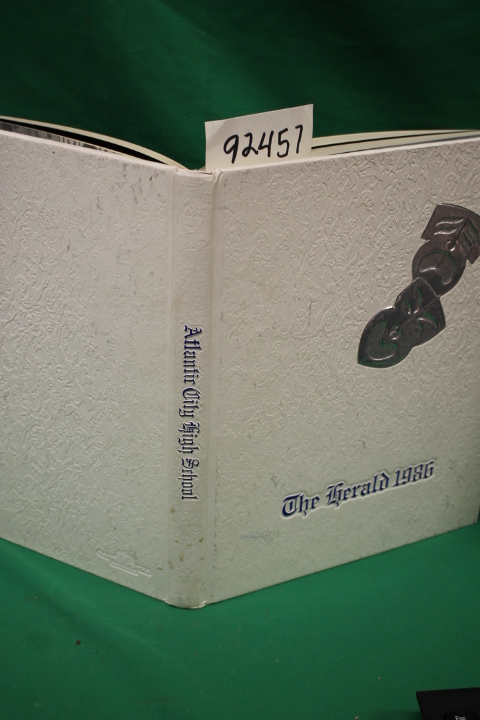 92457
Atlantic City High School
The Herald 1986